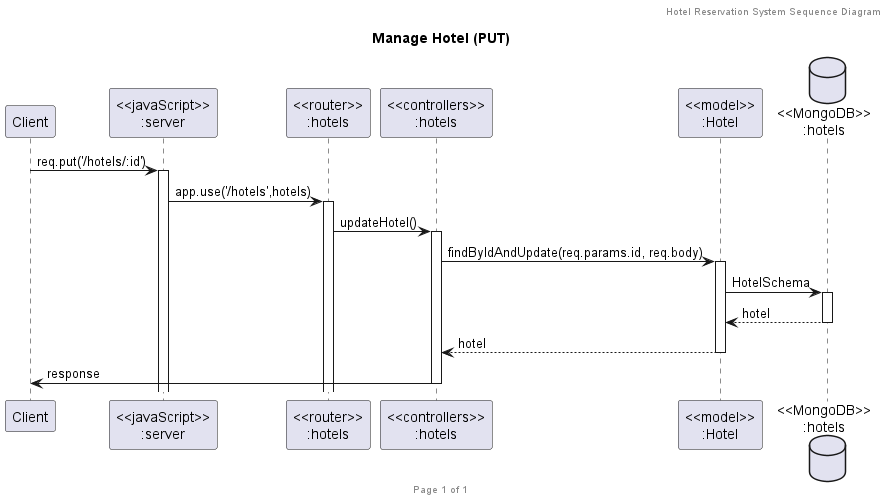 Hotel Reservation System Sequence Diagram
Manage Hotel (PUT)
Client
<<javaScript>>
:server
<<router>>
:hotels
<<controllers>>
:hotels
<<model>>
:Hotel
<<MongoDB>>
:hotels
req.put('/hotels/:id')
app.use('/hotels',hotels)
updateHotel()
findByIdAndUpdate(req.params.id, req.body)
HotelSchema
hotel
hotel
response
Client
<<javaScript>>
:server
<<router>>
:hotels
<<controllers>>
:hotels
<<model>>
:Hotel
<<MongoDB>>
:hotels
Page 1 of 1